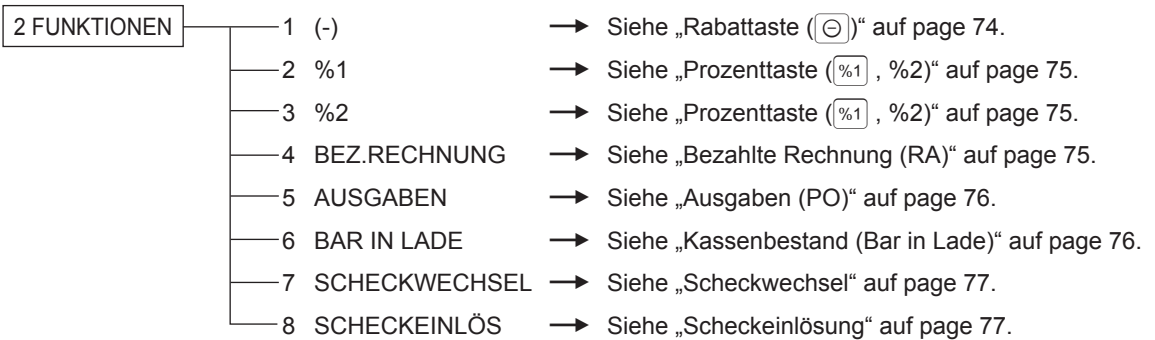 2 FUNKTIONEN 1 (-) Siehe „Rabattaste (⊖)“ auf page 74.
2 %1 Siehe „Prozenttaste (%1 , %2)“ auf page 75.
3 %2 Siehe „Prozenttaste (%1 , %2)“ auf page 75.
4 BEZ.RECHNUNG Siehe „Bezahlte Rechnung (RA)“ auf page 75.
5 AUSGABEN Siehe „Ausgaben (PO)“ auf page 76.
6 BAR IN LADE Siehe „Kassenbestand (Bar in Lade)“ auf page 76.
7 SCHECKWECHSEL Siehe „Scheckwechsel“ auf page 77.
8 SCHECKEINLÖS Siehe „Scheckeinlösung“ auf page 77.